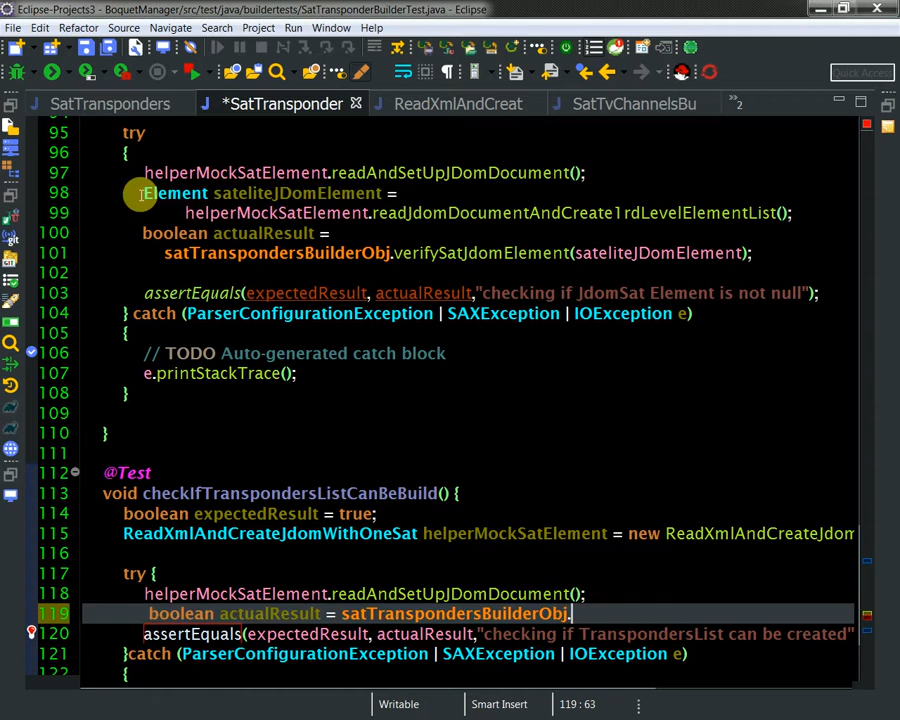 Eclipse-Projects3 - BoquetManager/src/test/java/buildertests/SatTransponderBuilderTest.java - Eclipse
File Edit Refactor Source Navigate Search Project Run Window Help
Quick Access
SatTransponders *SatTransponder ReadXmlAndCreat SatTvChannelsBu »2
95 try
96 {
97 helperMockSatElement.readAndSetUpJDomDocument();
98 Element sateliteJDomElement =
99 helperMockSatElement.readJdomDocumentAndCreate1rdLevelElementList();
100 boolean actualResult =
101 satTranspondersBuilderObj.verifySatJdomElement(sateliteJDomElement);
102
103 assertEquals(expectedResult, actualResult,"checking if JdomSat Element is not null");
104 } catch (ParserConfigurationException | SAXException | IOException e)
105 {
106 // TODO Auto-generated catch block
107 e.printStackTrace();
108 }
109
110 }
111
112 @Test
113 void checkIfTranspondersListCanBeBuild() {
114 boolean expectedResult = true;
115 ReadXmlAndCreateJdomWithOneSat helperMockSatElement = new ReadXmlAndCreateJdom
116
117 try {
118 helperMockSatElement.readAndSetUpJDomDocument();
119 boolean actualResult = satTranspondersBuilderObj.
120 assertEquals(expectedResult, actualResult,"checking if TranspondersList can be created"
121 }catch (ParserConfigurationException | SAXException | IOException e)
122 {
Writable Smart Insert 119 : 63